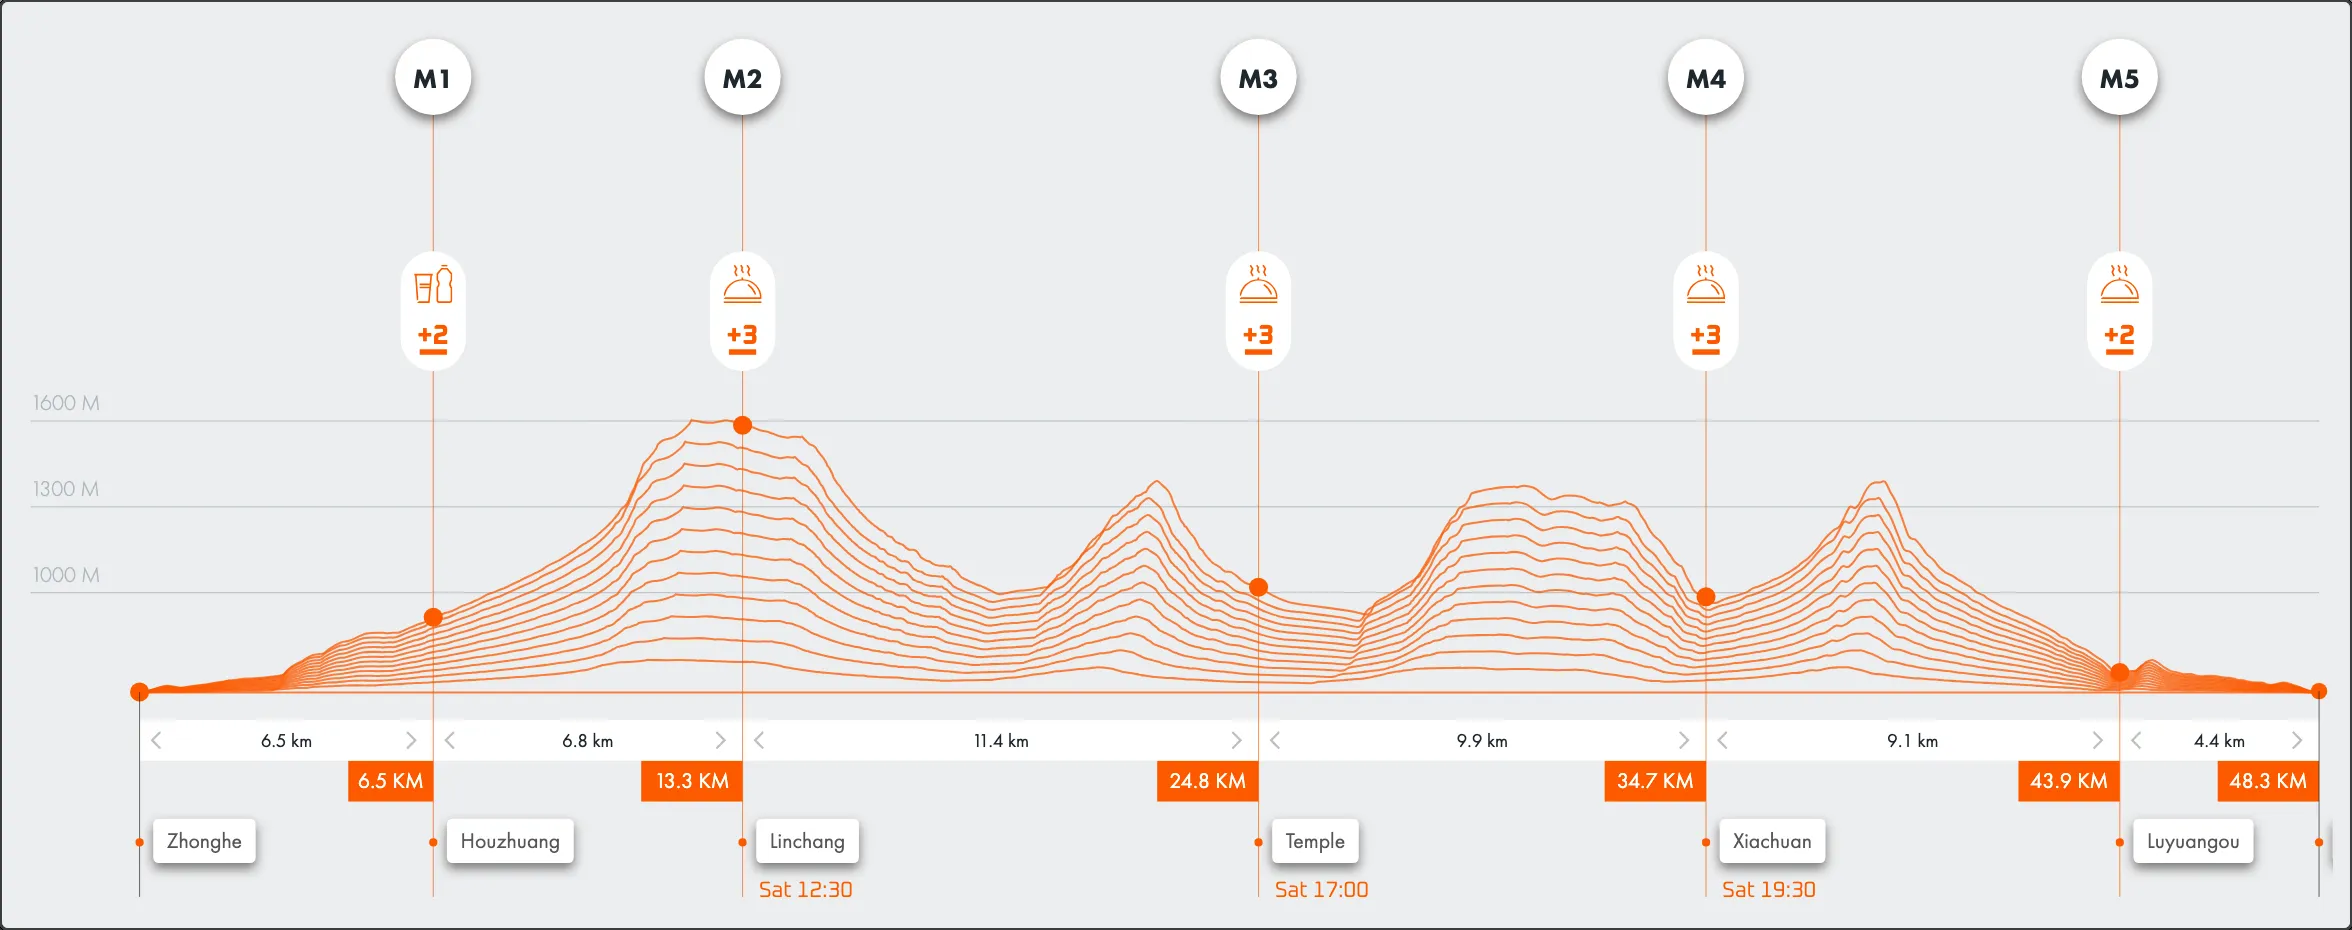 M1
M2
M3
M4
M5
+2
+3
+3
+3
+2
1600 M
1300 M
1000 M
6.5 km
6.8 km
11.4 km
9.9 km
9.1 km
4.4 km
6.5 KM
13.3 KM
24.8 KM
34.7 KM
43.9 KM
48.3 KM
Zhonghe
Houzhuang
Linchang
Temple
Xiachuan
Luyuangou
Sat 12:30
Sat 17:00
Sat 19:30